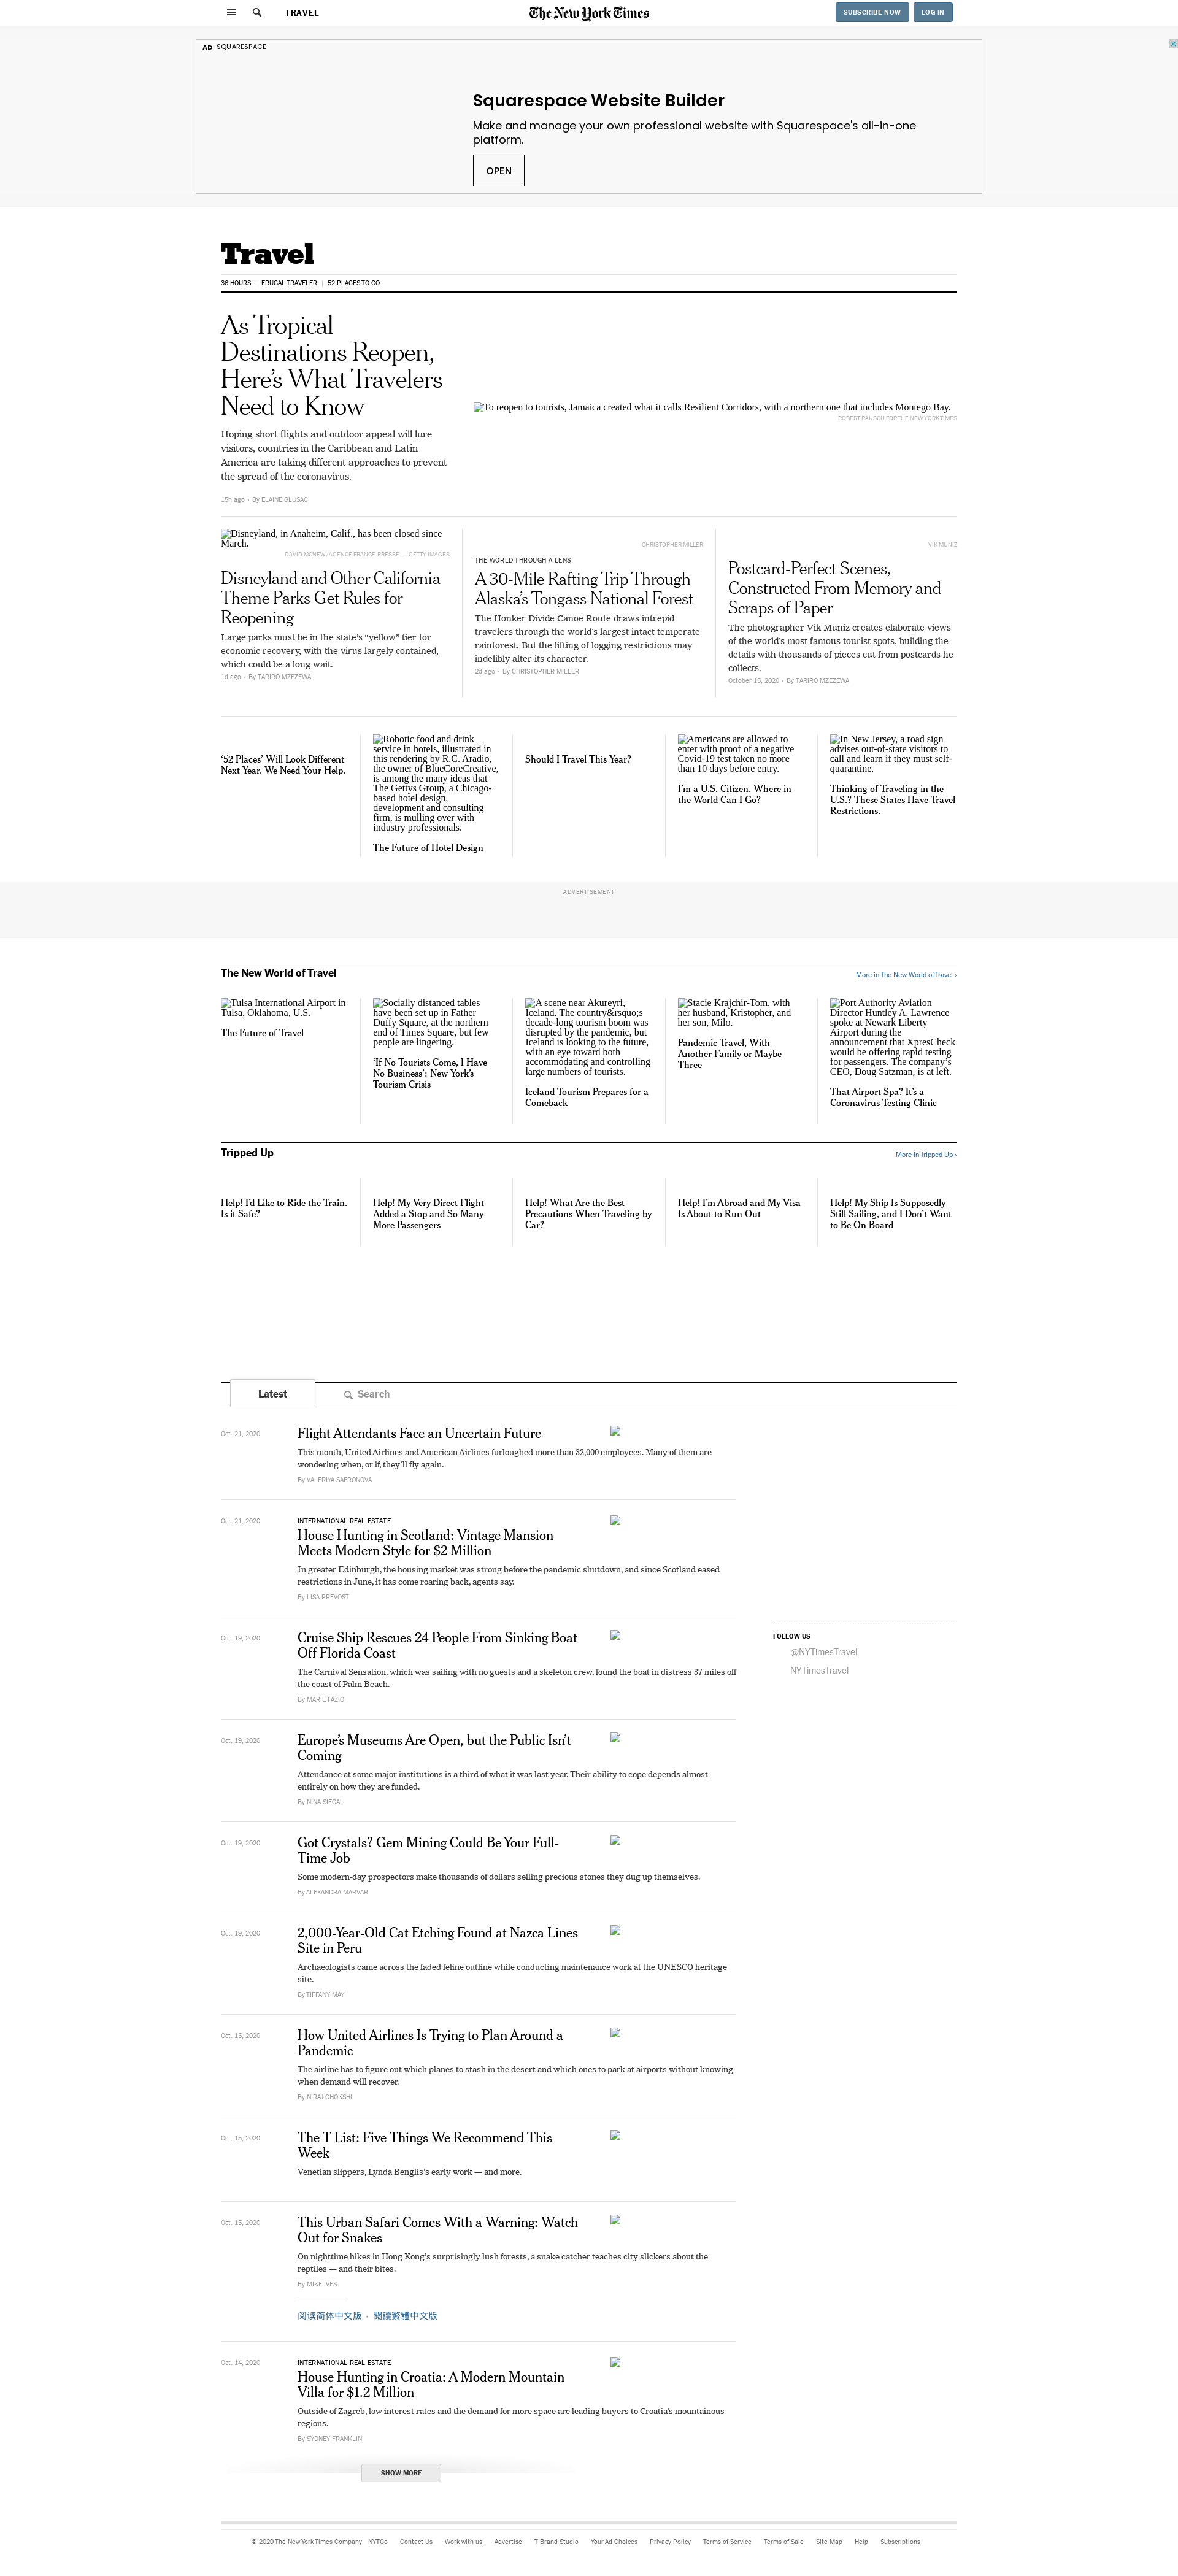 TRAVEL
The New York Times
SUBSCRIBE NOW
LOG IN
AD SQUARESPACE
Squarespace Website Builder
Make and manage your own professional website with Squarespace's all-in-one
platform.
OPEN
Travel
36 HOURS
FRUGAL TRAVELER
52 PLACES TO GO
As Tropical
Destinations Reopen,
Here’s What Travelers
Need to Know
Hoping short flights and outdoor appeal will lure
visitors, countries in the Caribbean and Latin
America are taking different approaches to prevent
the spread of the coronavirus.
15h ago • By ELAINE GLUSAC
To reopen to tourists, Jamaica created what it calls Resilient Corridors, with a northern one that includes Montego Bay.
ROBERT RAUSCH FOR THE NEW YORK TIMES
Disneyland, in Anaheim, Calif., has been closed since
March.
DAVID MCNEW/AGENCE FRANCE-PRESSE — GETTY IMAGES
Disneyland and Other California
Theme Parks Get Rules for
Reopening
Large parks must be in the state’s “yellow” tier for
economic recovery, with the virus largely contained,
which could be a long wait.
1d ago • By TARIRO MZEZEWA
CHRISTOPHER MILLER
THE WORLD THROUGH A LENS
A 30-Mile Rafting Trip Through
Alaska’s Tongass National Forest
The Honker Divide Canoe Route draws intrepid
travelers through the world’s largest intact temperate
rainforest. But the lifting of logging restrictions may
indelibly alter its character.
2d ago • By CHRISTOPHER MILLER
VIK MUNIZ
Postcard-Perfect Scenes,
Constructed From Memory and
Scraps of Paper
The photographer Vik Muniz creates elaborate views
of the world’s most famous tourist spots, building the
details with thousands of pieces cut from postcards he
collects.
October 15, 2020 • By TARIRO MZEZEWA
‘52 Places’ Will Look Different
Next Year. We Need Your Help.
Robotic food and drink
service in hotels, illustrated in
this rendering by R.C. Aradio,
the owner of BlueCoreCreative,
is among the many ideas that
The Gettys Group, a Chicago-
based hotel design,
development and consulting
firm, is mulling over with
industry professionals.
The Future of Hotel Design
Should I Travel This Year?
Americans are allowed to
enter with proof of a negative
Covid-19 test taken no more
than 10 days before entry.
I’m a U.S. Citizen. Where in
the World Can I Go?
In New Jersey, a road sign
advises out-of-state visitors to
call and learn if they must self-
quarantine.
Thinking of Traveling in the
U.S.? These States Have Travel
Restrictions.
ADVERTISEMENT
The New World of Travel
More in The New World of Travel ›
Tulsa International Airport in
Tulsa, Oklahoma, U.S.
The Future of Travel
Socially distanced tables
have been set up in Father
Duffy Square, at the northern
end of Times Square, but few
people are lingering.
‘If No Tourists Come, I Have
No Business’: New York’s
Tourism Crisis
A scene near Akureyri,
Iceland. The country&rsquo;s
decade-long tourism boom was
disrupted by the pandemic, but
Iceland is looking to the future,
with an eye toward both
accommodating and controlling
large numbers of tourists.
Iceland Tourism Prepares for a
Comeback
Stacie Krajchir-Tom, with
her husband, Kristopher, and
her son, Milo.
Pandemic Travel, With
Another Family or Maybe
Three
Port Authority Aviation
Director Huntley A. Lawrence
spoke at Newark Liberty
Airport during the
announcement that XpresCheck
would be offering rapid testing
for passengers. The company’s
CEO, Doug Satzman, is at left.
That Airport Spa? It’s a
Coronavirus Testing Clinic
Tripped Up
More in Tripped Up ›
Help! I’d Like to Ride the Train.
Is it Safe?
Help! My Very Direct Flight
Added a Stop and So Many
More Passengers
Help! What Are the Best
Precautions When Traveling by
Car?
Help! I’m Abroad and My Visa
Is About to Run Out
Help! My Ship Is Supposedly
Still Sailing, and I Don’t Want
to Be On Board
Latest
Search
Oct. 21, 2020
Flight Attendants Face an Uncertain Future
This month, United Airlines and American Airlines furloughed more than 32,000 employees. Many of them are
wondering when, or if, they’ll fly again.
By VALERIYA SAFRONOVA
Oct. 21, 2020
INTERNATIONAL REAL ESTATE
House Hunting in Scotland: Vintage Mansion
Meets Modern Style for $2 Million
In greater Edinburgh, the housing market was strong before the pandemic shutdown, and since Scotland eased
restrictions in June, it has come roaring back, agents say.
By LISA PREVOST
FOLLOW US
@NYTimesTravel
NYTimesTravel
Oct. 19, 2020
Cruise Ship Rescues 24 People From Sinking Boat
Off Florida Coast
The Carnival Sensation, which was sailing with no guests and a skeleton crew, found the boat in distress 37 miles off
the coast of Palm Beach.
By MARIE FAZIO
Oct. 19, 2020
Europe’s Museums Are Open, but the Public Isn’t
Coming
Attendance at some major institutions is a third of what it was last year. Their ability to cope depends almost
entirely on how they are funded.
By NINA SIEGAL
Oct. 19, 2020
Got Crystals? Gem Mining Could Be Your Full-
Time Job
Some modern-day prospectors make thousands of dollars selling precious stones they dug up themselves.
By ALEXANDRA MARVAR
Oct. 19, 2020
2,000-Year-Old Cat Etching Found at Nazca Lines
Site in Peru
Archaeologists came across the faded feline outline while conducting maintenance work at the UNESCO heritage
site.
By TIFFANY MAY
Oct. 15, 2020
How United Airlines Is Trying to Plan Around a
Pandemic
The airline has to figure out which planes to stash in the desert and which ones to park at airports without knowing
when demand will recover.
By NIRAJ CHOKSHI
Oct. 15, 2020
The T List: Five Things We Recommend This
Week
Venetian slippers, Lynda Benglis’s early work — and more.
Oct. 15, 2020
This Urban Safari Comes With a Warning: Watch
Out for Snakes
On nighttime hikes in Hong Kong’s surprisingly lush forests, a snake catcher teaches city slickers about the
reptiles — and their bites.
By MIKE IVES
阅读简体中文版 • 閱讀繁體中文版
Oct. 14, 2020
INTERNATIONAL REAL ESTATE
House Hunting in Croatia: A Modern Mountain
Villa for $1.2 Million
Outside of Zagreb, low interest rates and the demand for more space are leading buyers to Croatia’s mountainous
regions.
By SYDNEY FRANKLIN
SHOW MORE
© 2020 The New York Times Company NYTCo Contact Us Work with us Advertise T Brand Studio Your Ad Choices Privacy Policy Terms of Service Terms of Sale Site Map Help Subscriptions